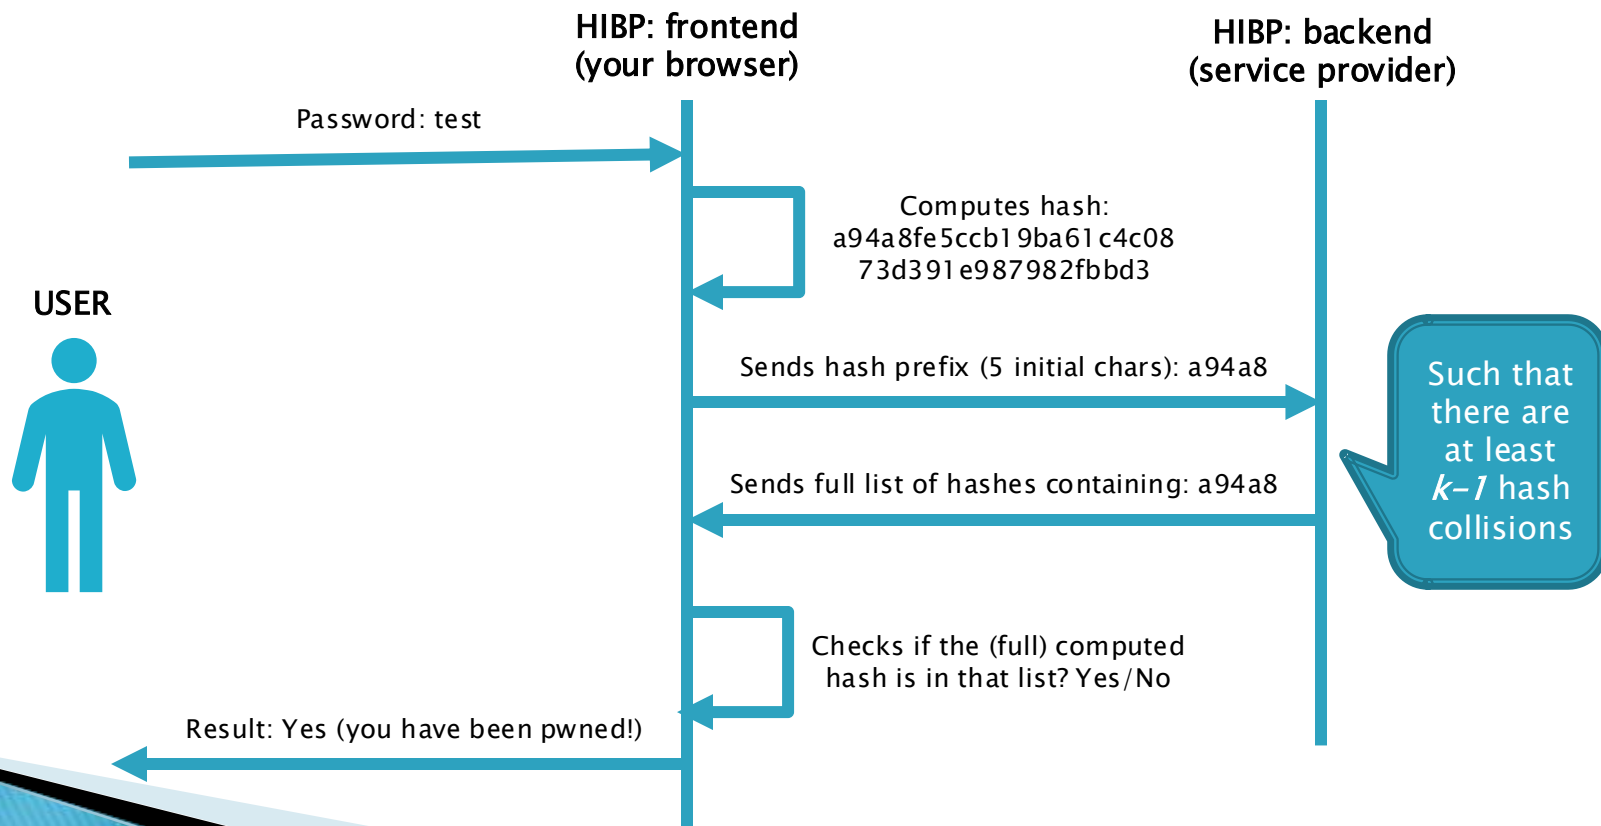 HIBP: frontend
(your browser)
HIBP: backend
(service provider)
Password: test
Computes hash:
a94a8fe5ccb19ba61c4c08
73d391e987982fbbd3
USER
Sends hash prefix (5 initial chars): a94a8
Such that
there are
at least
k-1 hash
collisions
Sends full list of hashes containing: a94a8
Checks if the (full) computed
hash is in that list? Yes/No
Result: Yes (you have been pwned!)